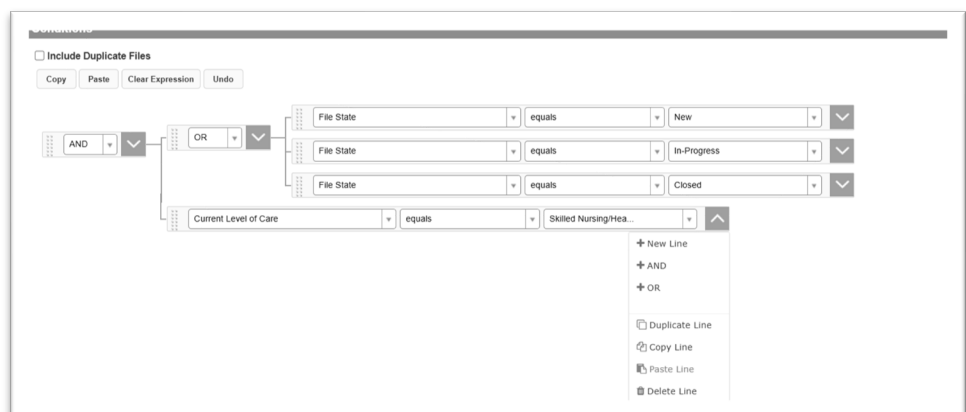 Conditions
Include Duplicate Files
Copy Paste Clear Expression Undo
File State equals New
AND OR
File State equals In-Progress
File State equals Closed
Current Level of Care equals Skilled Nursing/Hea...
New Line
AND
OR
Duplicate Line
Copy Line
Paste Line
Delete Line